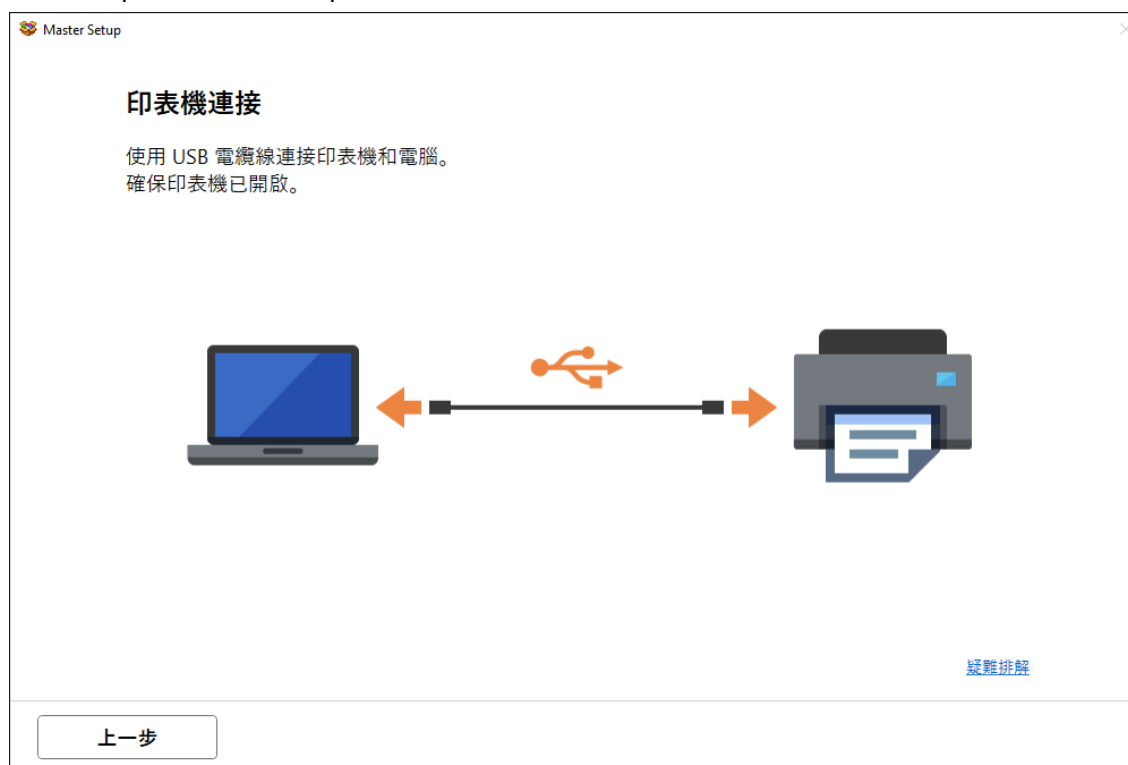 Master Setup
印表機連接
使用 USB 電纜線連接印表機和電腦。
確保印表機已開啟。
疑難排解
上一步